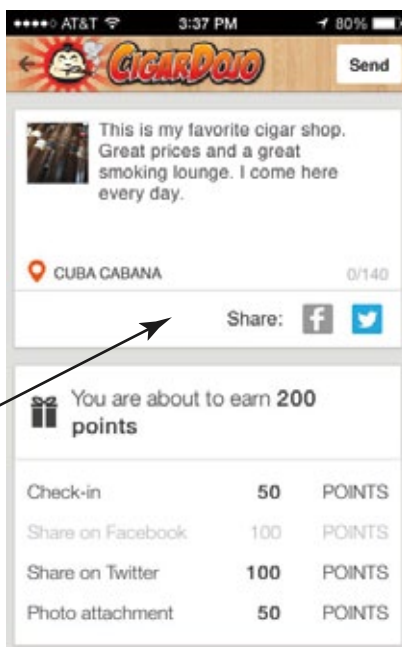 AT&T 3:37 PM 80%
CIGAR DOJO Send
This is my favorite cigar shop.
Great prices and a great
smoking lounge. I come here
every day.
CUBA CABANA 0/140
Share: f
You are about to earn 200
points
Check-in 50 POINTS
Share on Facebook 100 POINTS
Share on Twitter 100 POINTS
Photo attachment 50 POINTS